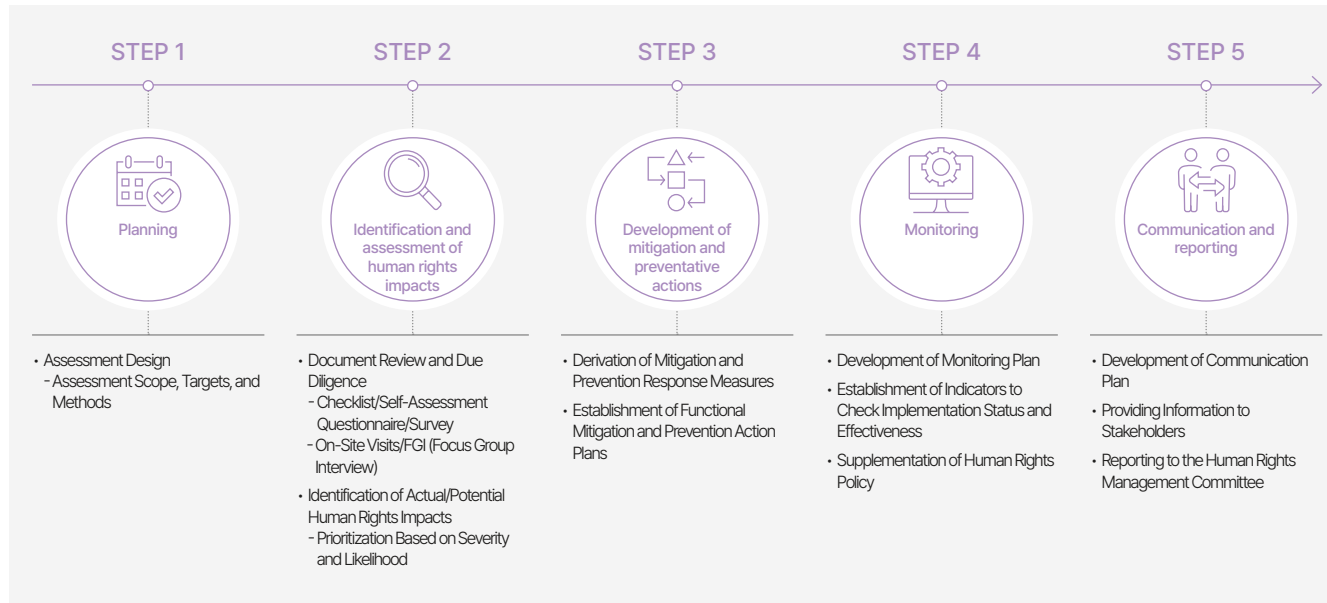 STEP 1
Planning
• Assessment Design
- Assessment Scope, Targets, and
Methods
STEP 2
Identification and
assessment of
human rights
impacts
• Document Review and Due
Diligence
- Checklist/Self-Assessment
Questionnaire/Survey
- On-Site Visits/FGI (Focus Group
Interview)
• Identification of Actual/Potential
Human Rights Impacts
- Prioritization Based on Severity
and Likelihood
STEP 3
Development of
mitigation and
preventative
actions
• Derivation of Mitigation and
Prevention Response Measures
• Establishment of Functional
Mitigation and Prevention Action
Plans
STEP 4
Monitoring
• Development of Monitoring Plan
• Establishment of Indicators to
Check Implementation Status and
Effectiveness
• Supplementation of Human Rights
Policy
STEP 5
Communication and
reporting
• Development of Communication
Plan
• Providing Information to
Stakeholders
• Reporting to the Human Rights
Management Committee